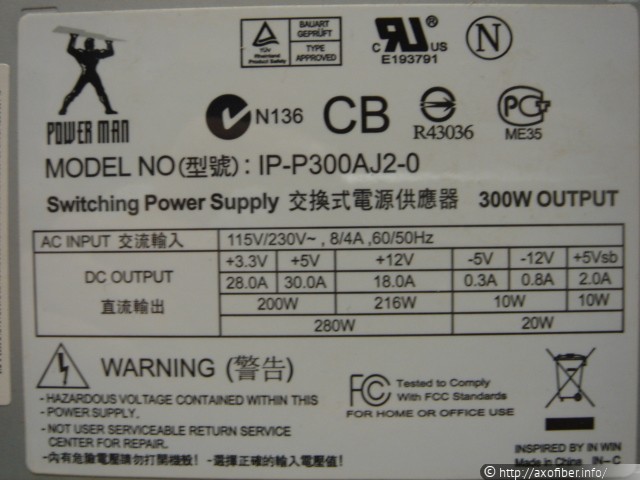 BAUART
GEPRÜFT
TÜV
Rheinland
Product Safety
TYPE
APPROVED
C US
E193791
N
POWER MAN
N136
CB
R43036
ME35
MODEL NO(型號): IP-P300AJ2-0
Switching Power Supply 交換式電源供應器 300W OUTPUT
AC INPUT 交流輸入 115V/230V~ , 8/4A ,60/50Hz
DC OUTPUT
直流輸出
+3.3V +5V +12V -5V -12V +5Vsb
28.0A 30.0A 18.0A 0.3A 0.8A 2.0A
200W 216W 10W 10W
280W 20W
WARNING (警告)
- HAZARDOUS VOLTAGE CONTAINED WITHIN THIS
- POWER SUPPLY.
- NOT USER SERVICEABLE RETURN SERVICE
CENTER FOR REPAIR.
-內有危險電壓請勿打開機殼! -選擇正確的輸入電壓值!
FCC Tested to Comply
With FCC Standards
FOR HOME OR OFFICE USE
INSPIRED BY IN WIN
Made in China IN-C
© http://axofiber.info/